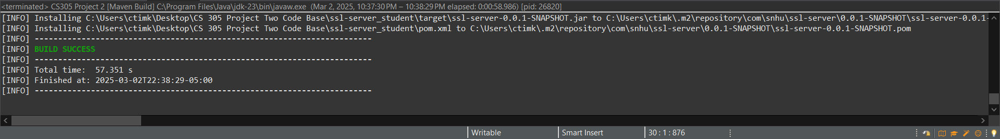 <terminated> CS305 Project 2 [Maven Build] C:\Program Files\Java\jdk-23\bin\javaw.exe  (Mar 2, 2025, 10:37:30 PM – 10:38:29 PM elapsed: 0:00:58.986) [pid: 26820]
[INFO] Installing C:\Users\ctimk\Desktop\CS 305 Project Two Code Base\ssl-server_student\target\ssl-server-0.0.1-SNAPSHOT.jar to C:\Users\ctimk\.m2\repository\com\snhu\ssl-server\0.0.1-SNAPSHOT\ssl-server-0.0.1-
[INFO] Installing C:\Users\ctimk\Desktop\CS 305 Project Two Code Base\ssl-server_student\pom.xml to C:\Users\ctimk\.m2\repository\com\snhu\ssl-server\0.0.1-SNAPSHOT\ssl-server-0.0.1-SNAPSHOT.pom
[INFO] ------------------------------------------------------------------------
[INFO] BUILD SUCCESS
[INFO] ------------------------------------------------------------------------
[INFO] Total time:  57.351 s
[INFO] Finished at: 2025-03-02T22:38:29-05:00
[INFO] ------------------------------------------------------------------------
Writable Smart Insert 30 : 1 : 876